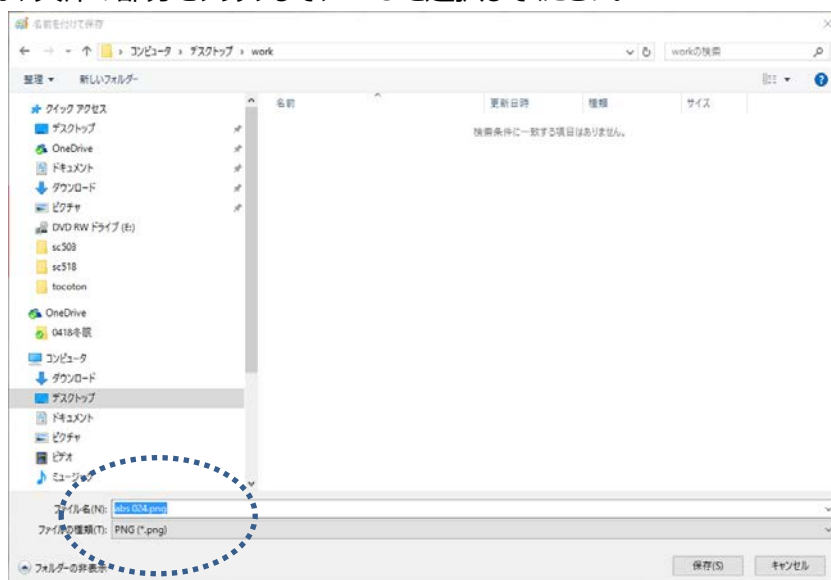 名前を付けて保存
コンピュータ › デスクトップ › work
workの検索
整理
新しいフォルダー
クイック アクセス
デスクトップ
OneDrive
ドキュメント
ダウンロード
ピクチャ
DVD RW ドライブ (E:)
sc503
sc518
tocoton
OneDrive
コンピュータ
ダウンロード
デスクトップ
ドキュメント
ピクチャ
ビデオ
ミュージック
名前
更新日時
種類
サイズ
検索条件に一致する項目はありません。
ファイル名(N): abs 024.png
ファイルの種類(T): PNG (*.png)
フォルダーの非表示
保存(S)
キャンセル